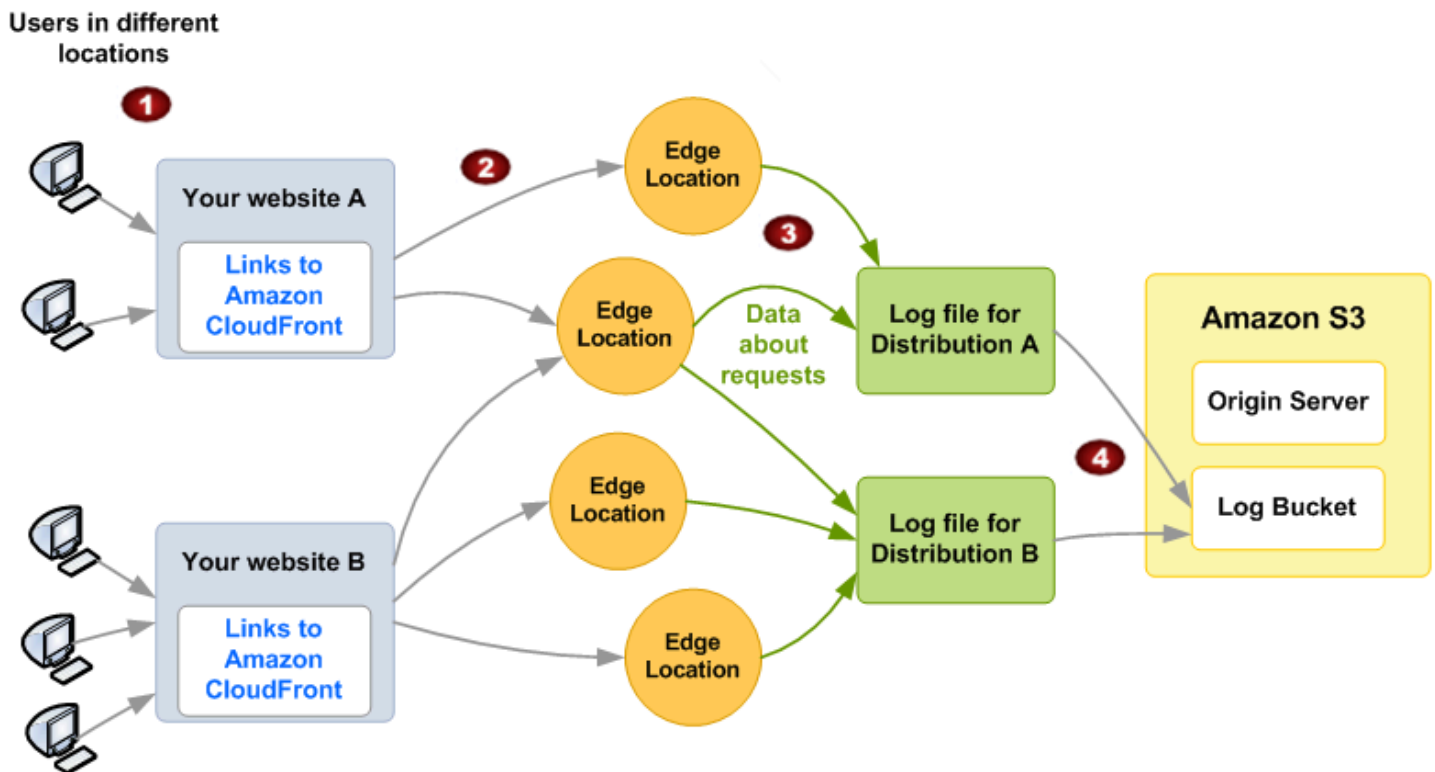 Users in different
locations
1
Your website A
Links to
Amazon
CloudFront
2
Edge
Location
3
Edge
Location
Data
about
requests
Log file for
Distribution A
Amazon S3
Origin Server
Log Bucket
4
Your website B
Links to
Amazon
CloudFront
Edge
Location
Edge
Location
Log file for
Distribution B